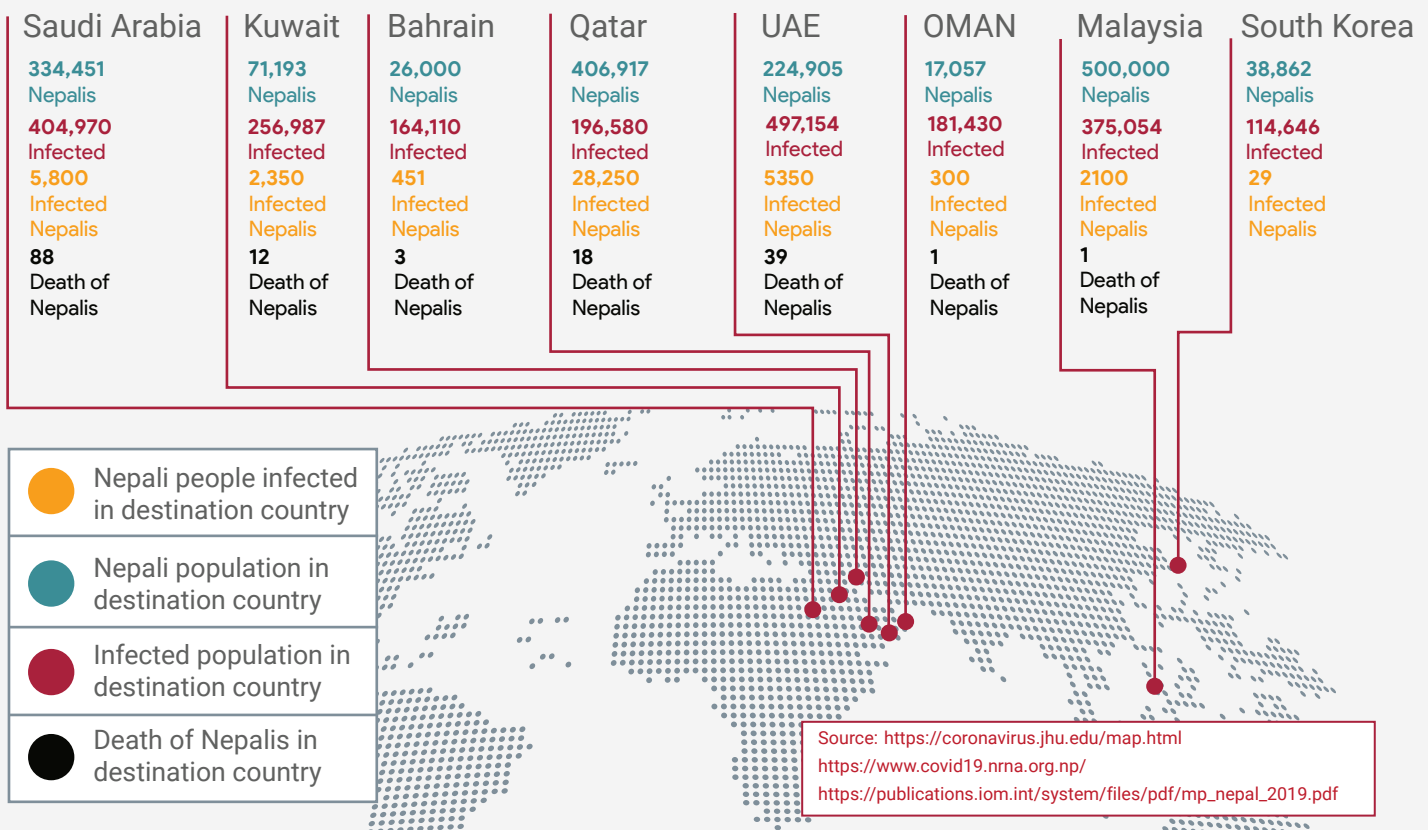 Saudi Arabia
334,451
Nepalis
404,970
Infected
5,800
Infected
Nepalis
88
Death of
Nepalis
Kuwait
71,193
Nepalis
256,987
Infected
2,350
Infected
Nepalis
12
Death of
Nepalis
Bahrain
26,000
Nepalis
164,110
Infected
451
Infected
Nepalis
3
Death of
Nepalis
Qatar
406,917
Nepalis
196,580
Infected
28,250
Infected
Nepalis
18
Death of
Nepalis
UAE
224,905
Nepalis
497,154
Infected
5350
Infected
Nepalis
39
Death of
Nepalis
OMAN
17,057
Nepalis
181,430
Infected
300
Infected
Nepalis
1
Death of
Nepalis
Malaysia
500,000
Nepalis
375,054
Infected
2100
Infected
Nepalis
1
Death of
Nepalis
South Korea
38,862
Nepalis
114,646
Infected
29
Infected
Nepalis
Nepali people infected
in destination country
Nepali population in
destination country
Infected population in
destination country
Death of Nepalis in
destination country
Source: https://coronavirus.jhu.edu/map.html
https://www.covid19.nrna.org.np/
https://publications.iom.int/system/files/pdf/mp_nepal_2019.pdf